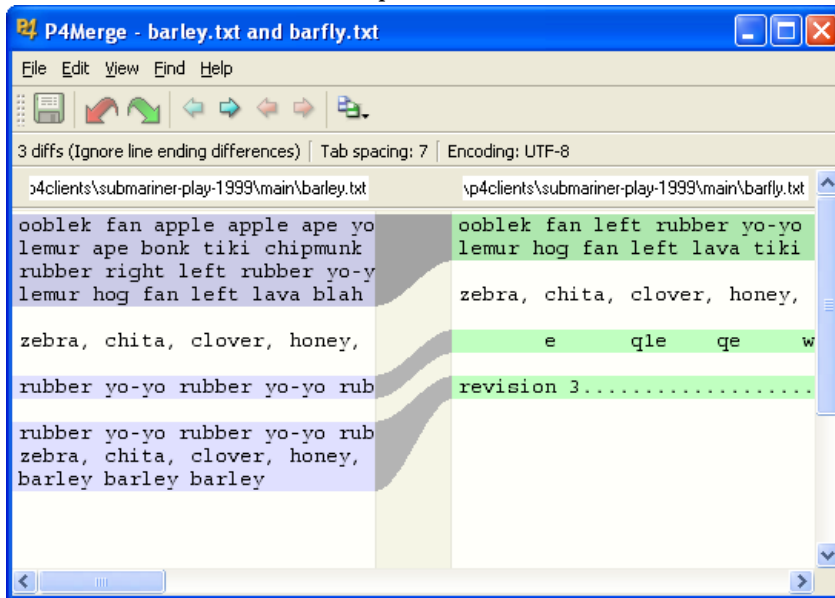 P4Merge - barley.txt and barfly.txt
File Edit View Find Help
3 diffs (Ignore line ending differences) Tab spacing: 7 Encoding: UTF-8
p4clients\submariner-play-1999\main\barley.txt
\p4clients\submariner-play-1999\main\barfly.txt
ooblek fan apple apple ape yo
lemur ape bonk tiki chipmunk
rubber right left rubber yo-y
lemur hog fan left lava blah
zebra, chita, clover, honey,
rubber yo-yo rubber yo-yo rub
rubber yo-yo rubber yo-yo rub
zebra, chita, clover, honey,
barley barley barley
ooblek fan left rubber yo-yo
lemur hog fan left lava tiki
zebra, chita, clover, honey,
e qle qe w
revision 3...................